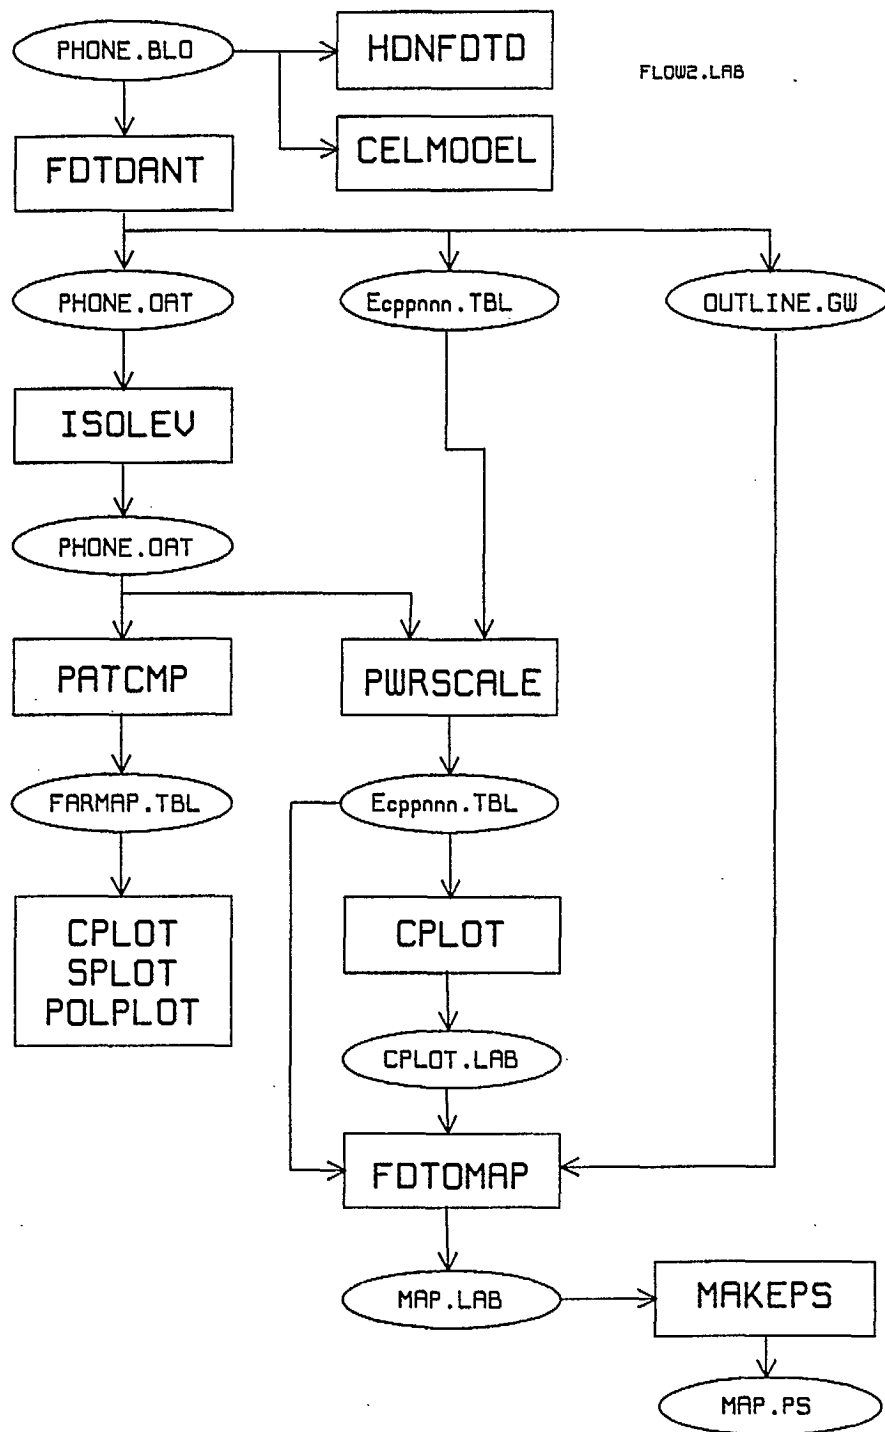 PHONE.BLD
HDNFDTD
FLOW2.LAB
CELMODEL
FDTDANT
PHONE.DAT
Ecppnnn.TBL
OUTLINE.GW
ISOLEV
PHONE.DAT
PATCMP
PWRSCALE
FARMAP.TBL
Ecppnnn.TBL
CPLOT
SPLOT
POLPLOT
CPLOT
CPLOT.LAB
FDTDMAP
MAP.LAB
MAKEPS
MAP.PS